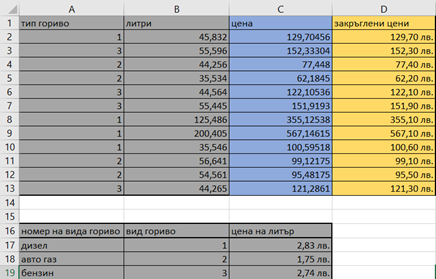 A B C D
1 тип гориво литри цена закръглени цени
2 1 45,832 129,70456 129,70 лв.
3 3 55,596 152,33304 152,30 лв.
4 2 44,256 77,448 77,40 лв.
5 2 35,534 62,1845 62,20 лв.
6 3 44,564 122,10536 122,10 лв.
7 3 55,445 151,9193 151,90 лв.
8 1 125,486 355,12538 355,10 лв.
9 1 200,405 567,14615 567,10 лв.
10 1 35,546 100,59518 100,60 лв.
11 2 56,641 99,12175 99,10 лв.
12 2 54,561 95,48175 95,50 лв.
13 3 44,265 121,2861 121,30 лв.
14
15
16 номер на вида гориво вид гориво цена на литър
17 дизел 1 2,83 лв.
18 авто газ 2 1,75 лв.
19 бензин 3 2,74 лв.